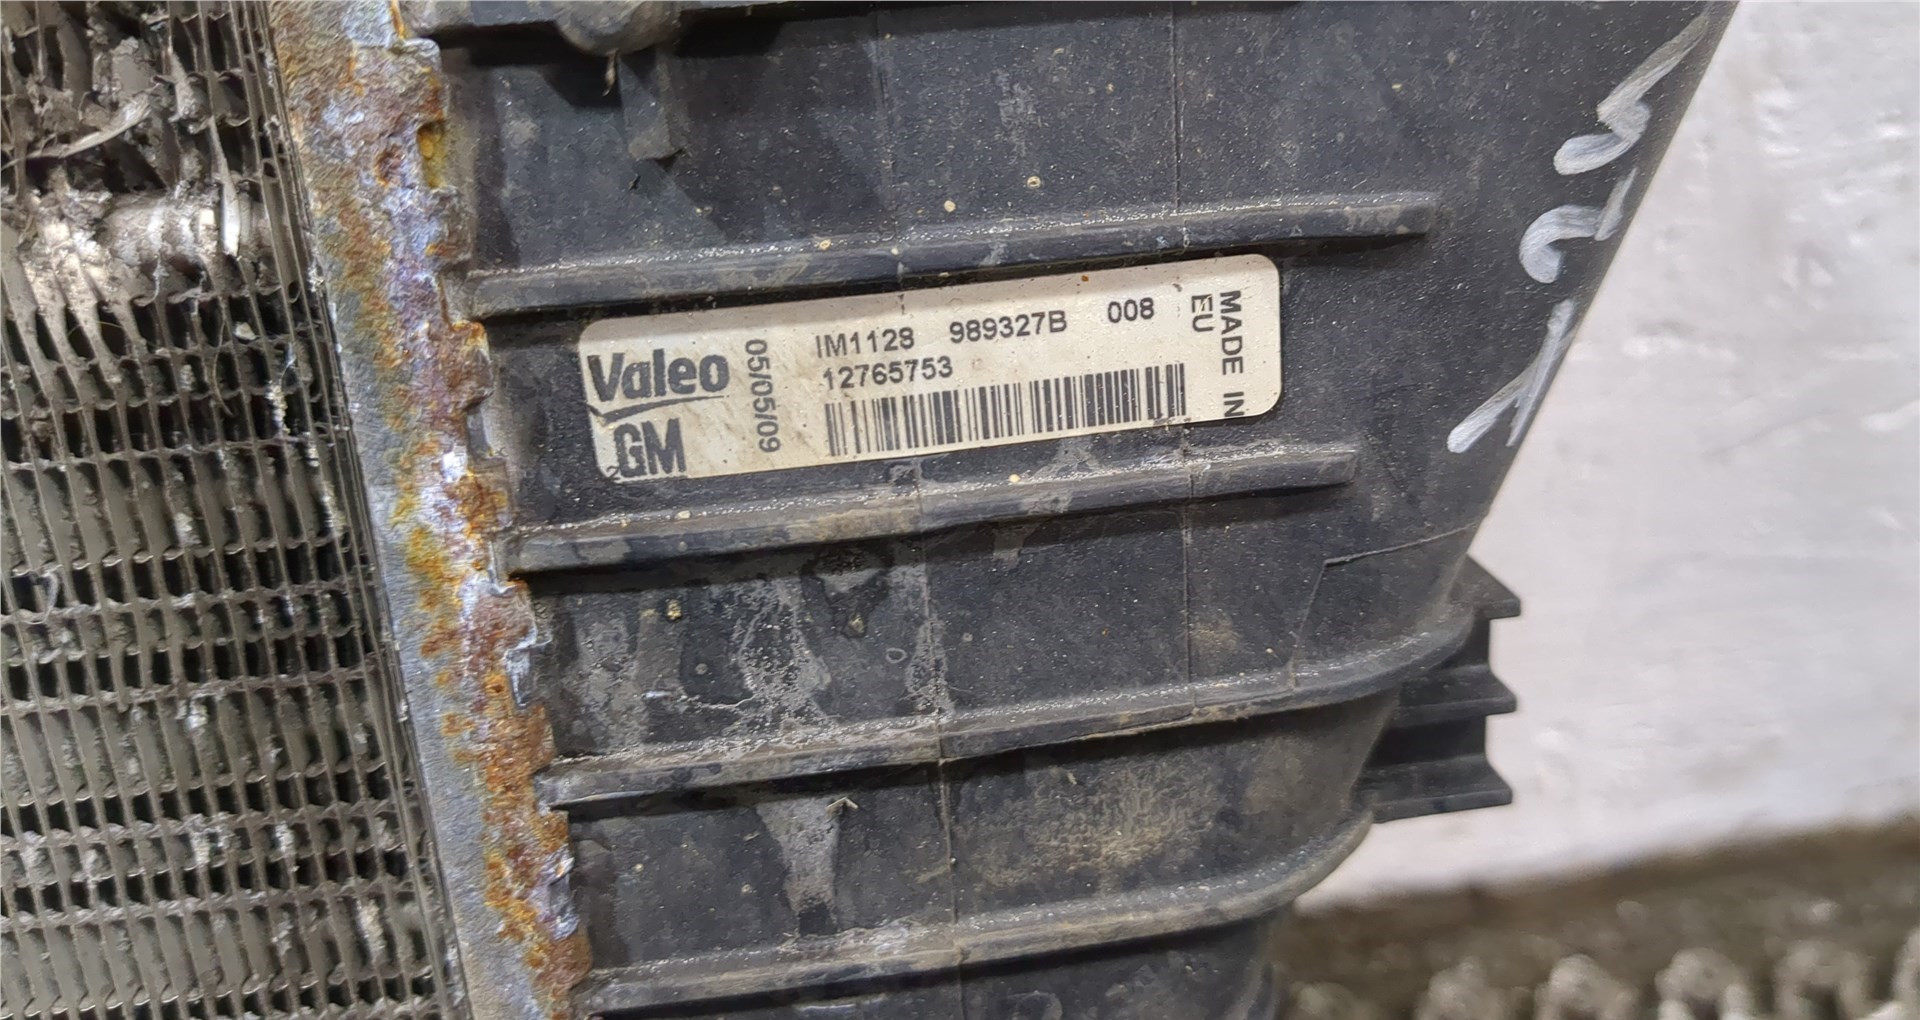 Valeo
GM
05/05/09
IM1128 989327B 008
12765753
MADE IN
EU